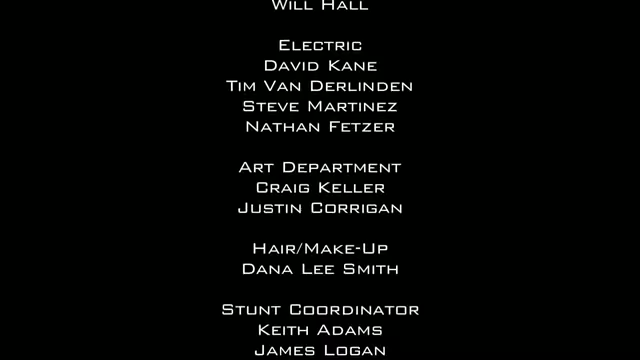 Will Hall
Electric
David Kane
Tim Van Derlinden
Steve Martinez
Nathan Fetzer
Art Department
Craig Keller
Justin Corrigan
Hair/Make-Up
Dana Lee Smith
Stunt Coordinator
Keith Adams
James Logan